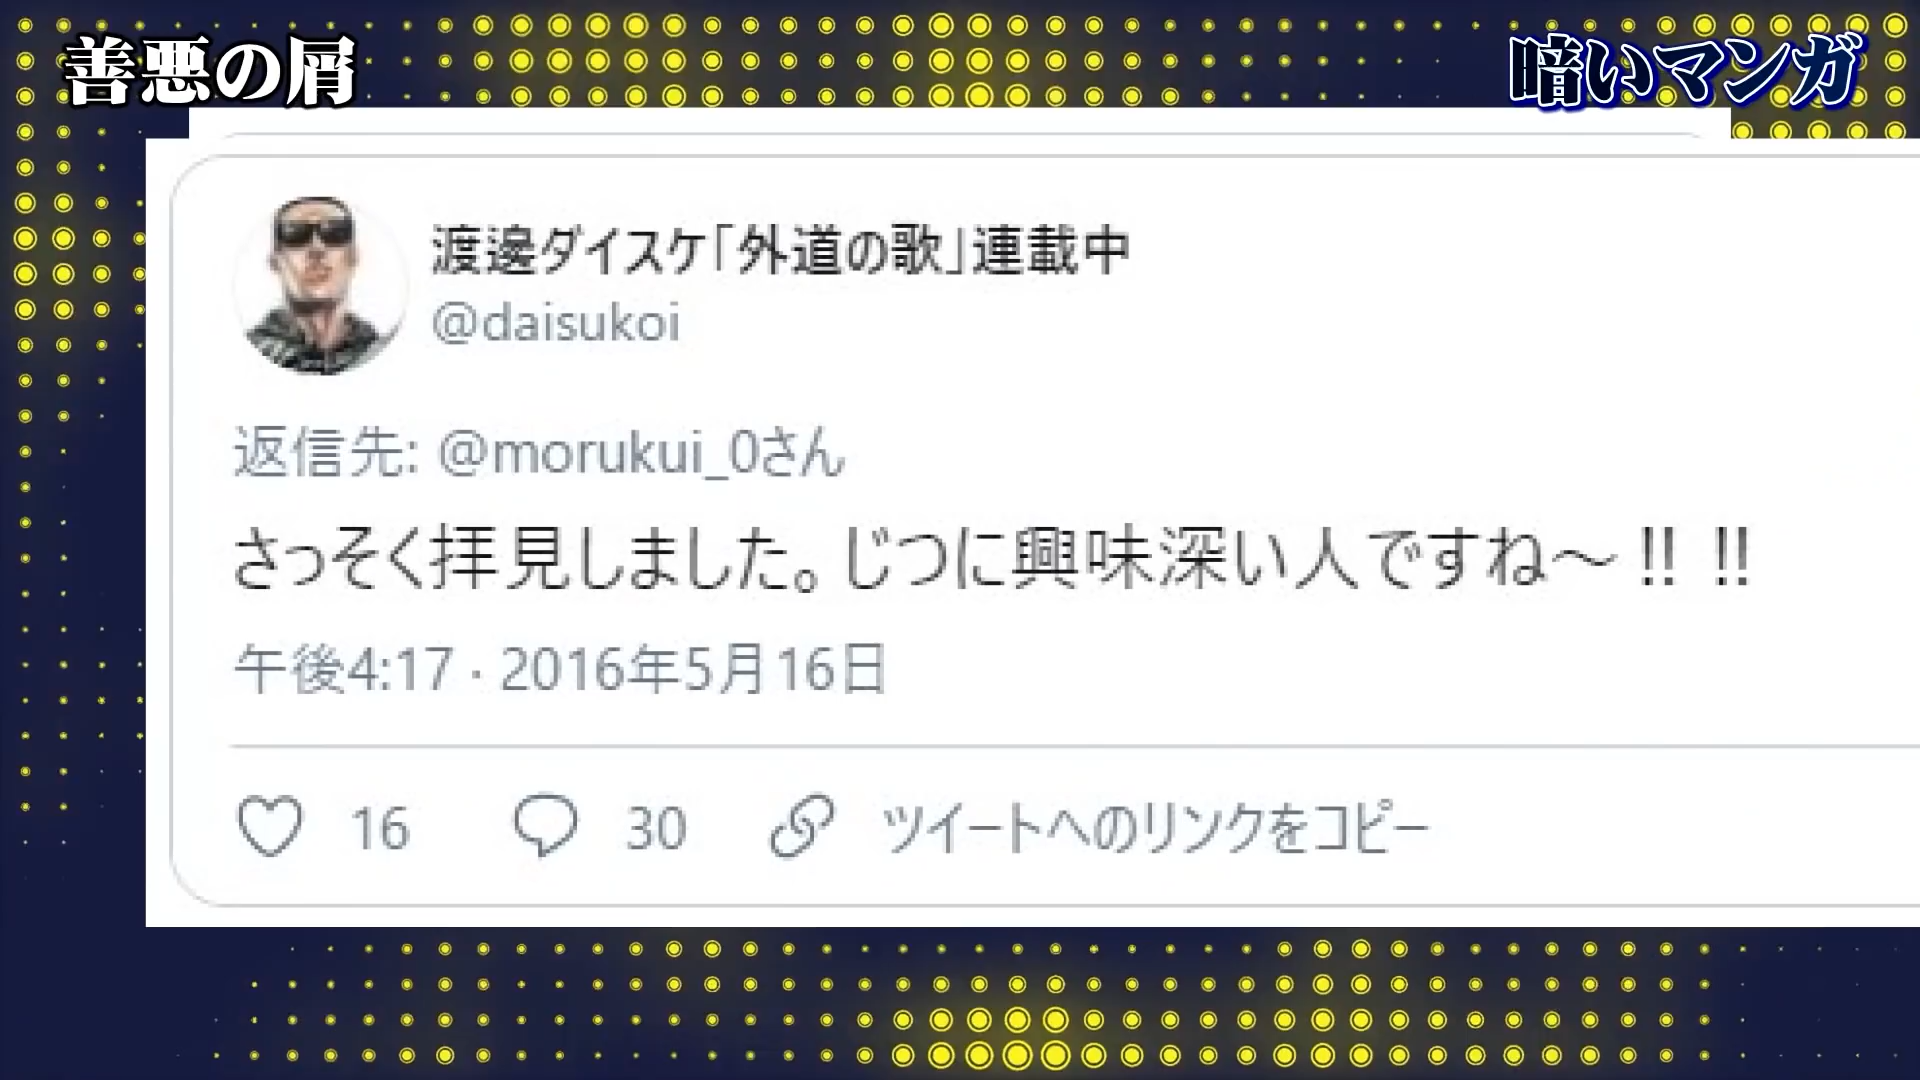 善悪の屑
暗いマンガ
渡邊ダイスケ｢外道の歌｣連載中
@daisukoi
返信先: @morukui_0さん
さっそく拝見しました。じつに興味深い人ですね～!! !!
午後4:17 · 2016年5月16日
16 30 ツイートへのリンクをコピー